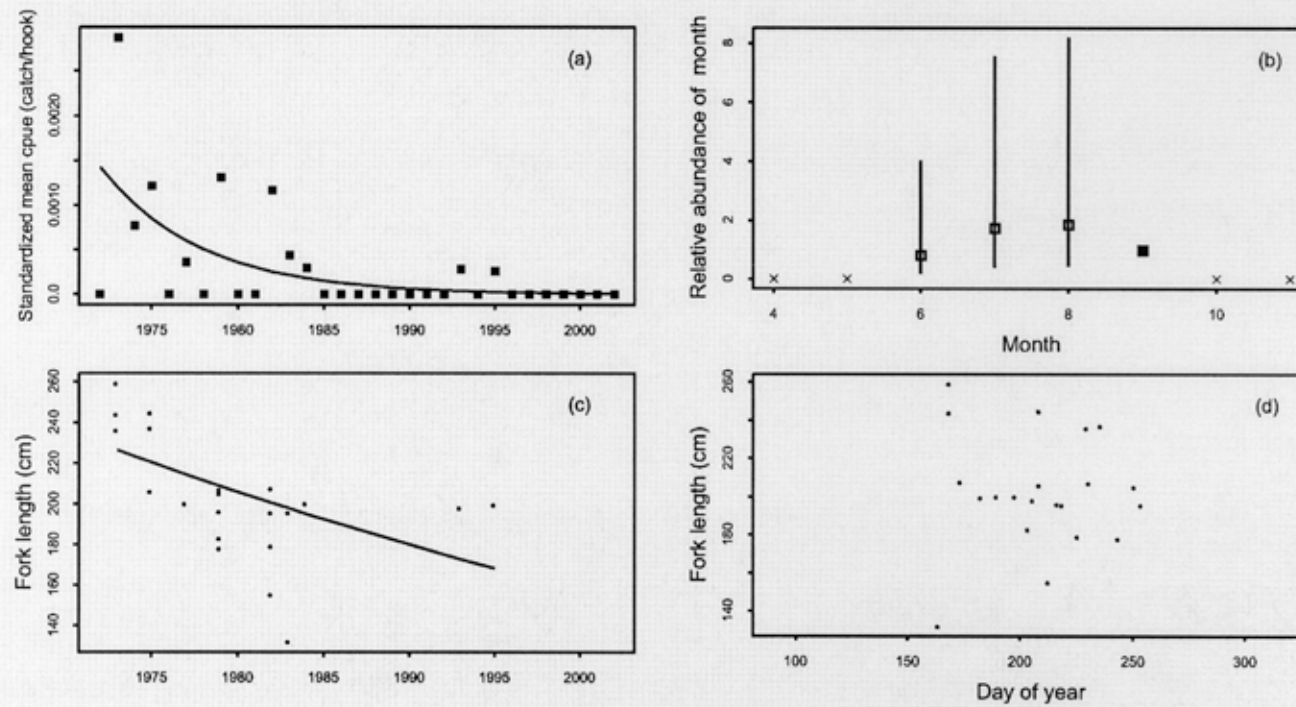 Standardized mean cpue (catch/hook)
0.0020
0.0010
0.0
(a)
1975 1980 1985 1990 1995 2000
Relative abundance of month
8
6
4
2
0
(b)
4 6 8 10
Month
Fork length (cm)
260
240
220
200
180
160
140
(c)
1975 1980 1985 1990 1995 2000
Fork length (cm)
260
220
180
140
(d)
100 150 200 250 300
Day of year